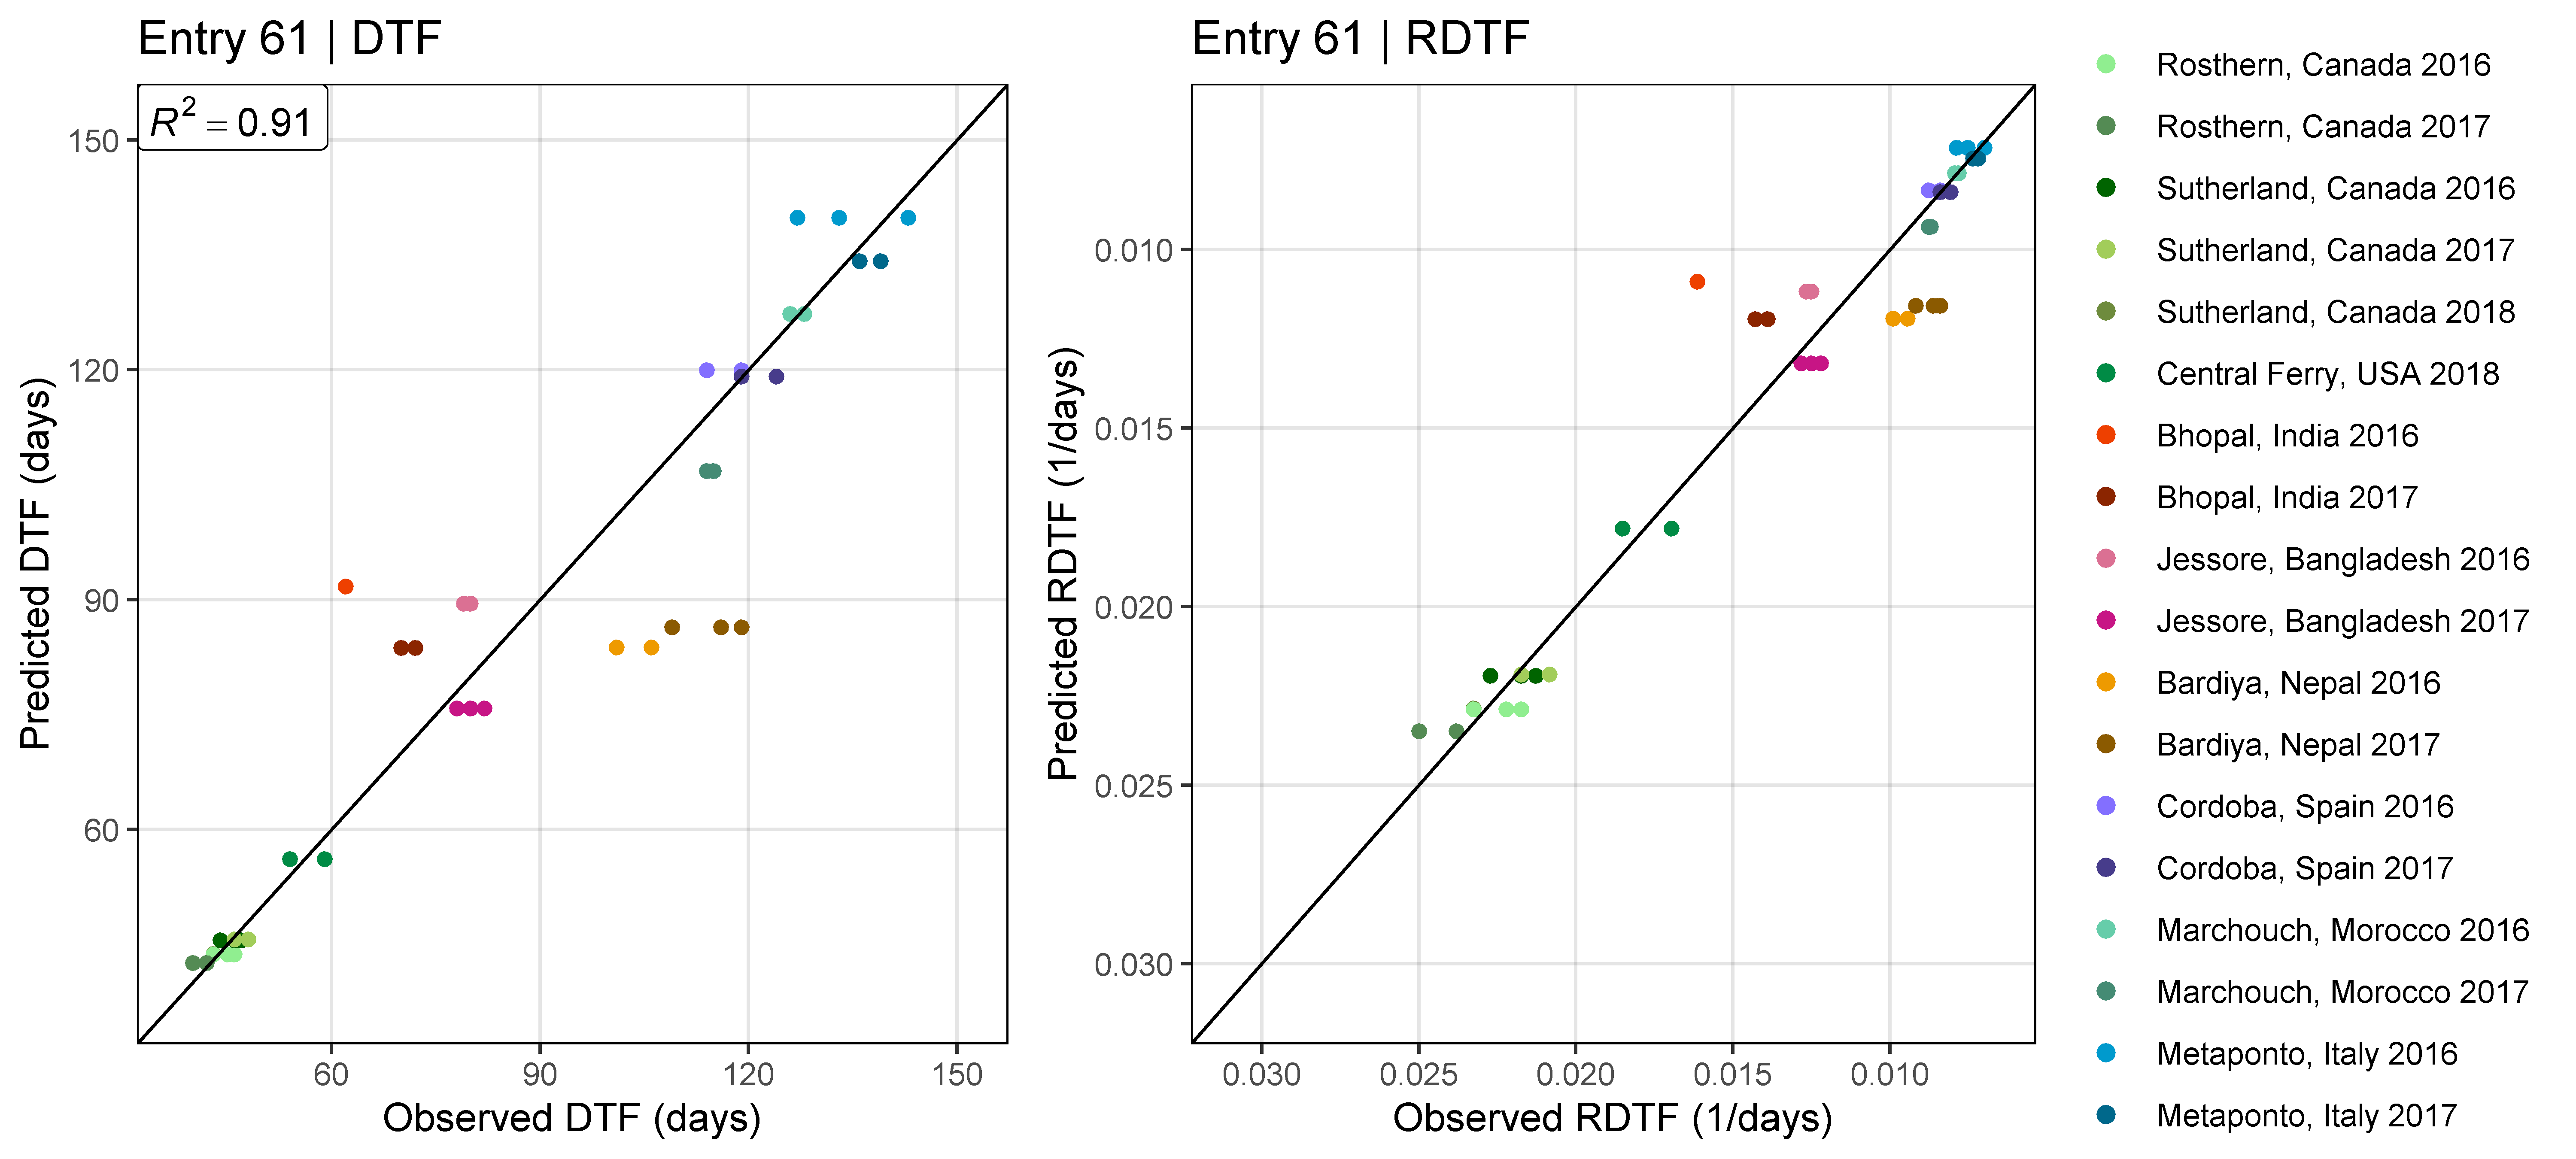 Entry 61 | DTF
R² = 0.91
150
120
90
60
60 90 120 150
Predicted DTF (days)
Observed DTF (days)
Entry 61 | RDTF
0.010
0.015
0.020
0.025
0.030
0.030 0.025 0.020 0.015 0.010
Predicted RDTF (1/days)
Observed RDTF (1/days)
Rosthern, Canada 2016
Rosthern, Canada 2017
Sutherland, Canada 2016
Sutherland, Canada 2017
Sutherland, Canada 2018
Central Ferry, USA 2018
Bhopal, India 2016
Bhopal, India 2017
Jessore, Bangladesh 2016
Jessore, Bangladesh 2017
Bardiya, Nepal 2016
Bardiya, Nepal 2017
Cordoba, Spain 2016
Cordoba, Spain 2017
Marchouch, Morocco 2016
Marchouch, Morocco 2017
Metaponto, Italy 2016
Metaponto, Italy 2017